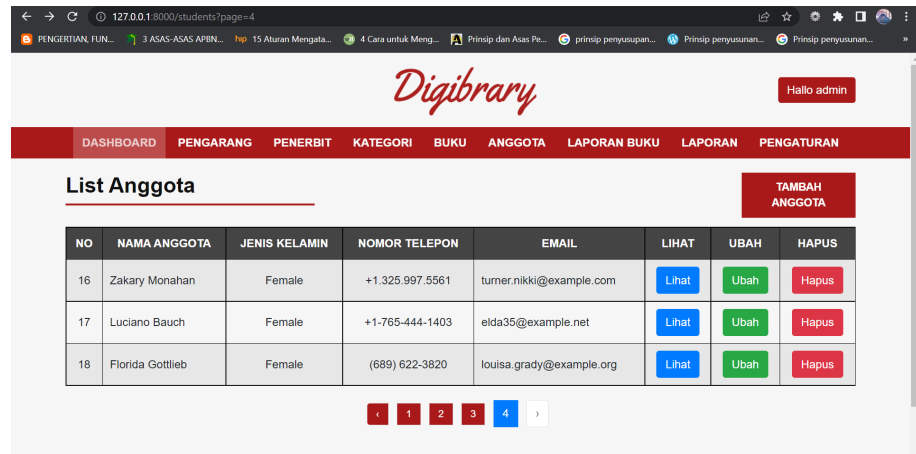 127.0.0.1:8000/students?page=4
PENGERTIAN, FUN... 3 ASAS-ASAS APBN... hvp 15 Aturan Mengata... 4 Cara untuk Meng... A Prinsip dan Asas Pe... G prinsip penyusupan... Prinsip penyusunan... G Prinsip penyusunan... »
Digibrary
Hallo admin
DASHBOARD PENGARANG PENERBIT KATEGORI BUKU ANGGOTA LAPORAN BUKU LAPORAN PENGATURAN
List Anggota
TAMBAH
ANGGOTA
NO NAMA ANGGOTA JENIS KELAMIN NOMOR TELEPON EMAIL LIHAT UBAH HAPUS
16 Zakary Monahan Female +1.325.997.5561 turner.nikki@example.com Lihat Ubah Hapus
17 Luciano Bauch Female +1-765-444-1403 elda35@example.net Lihat Ubah Hapus
18 Florida Gottlieb Female (689) 622-3820 louisa.grady@example.org Lihat Ubah Hapus
‹ 1 2 3 4 ›